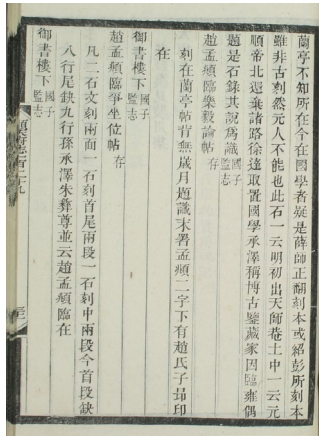 蘭亭不知所在今在國學者疑是薛師正翻刻本或紹彭所刻本
雖非古刻然元人不能也此石一云明初出天師菴土中一云元
順帝北還棄諸路徐達取置國學承澤稱博古鑒藏家因臨雍偶
題是石錄其說爲識國子監志
趙孟頫臨樂毅論帖存
刻在蘭亭帖背無歲月題識末署孟頫二字下有趙氏子昻印
在
御書樓下國子監志
趙孟頫臨爭坐位帖存
凡二石文刻兩面一石刻首尾兩段一石刻中兩段今首段缺
八行尾缺九行孫承澤朱彝尊並云趙孟頫臨在
御書樓下國子監志